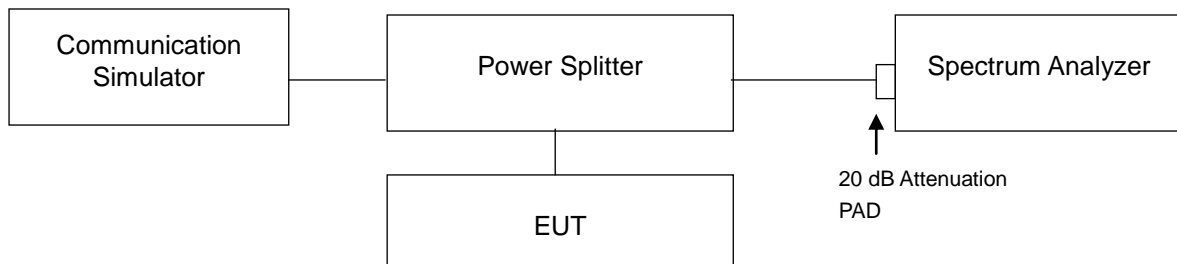 Communication
Simulator
Power Splitter
Spectrum Analyzer
20 dB Attenuation
PAD
EUT